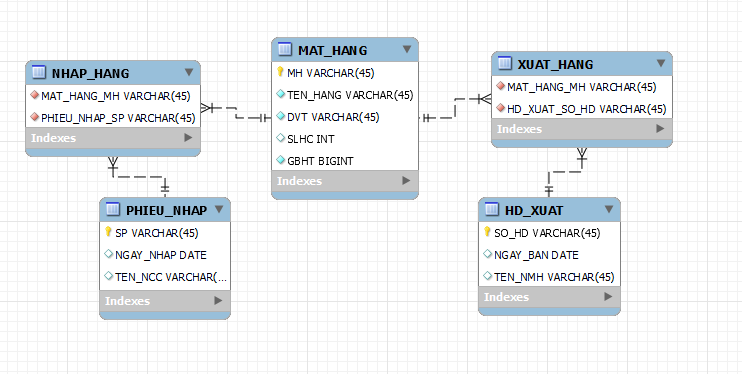 NHAP_HANG
MAT_HANG_MH VARCHAR(45)
PHIEU_NHAP_SP VARCHAR(45)
Indexes
MAT_HANG
MH VARCHAR(45)
TEN_HANG VARCHAR(45)
DVT VARCHAR(45)
SLHC INT
GBHT BIGINT
Indexes
XUAT_HANG
MAT_HANG_MH VARCHAR(45)
HD_XUAT_SO_HD VARCHAR(45)
Indexes
PHIEU_NHAP
SP VARCHAR(45)
NGAY_NHAP DATE
TEN_NCC VARCHAR(...
Indexes
HD_XUAT
SO_HD VARCHAR(45)
NGAY_BAN DATE
TEN_NMH VARCHAR(45)
Indexes